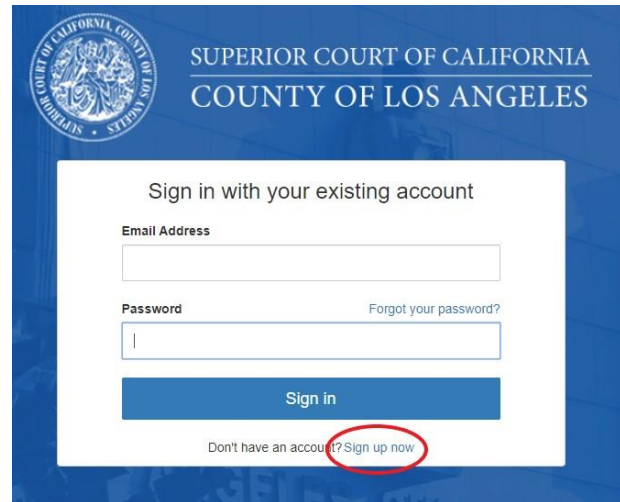 SUPERIOR COURT OF CALIFORNIA
COUNTY OF LOS ANGELES
Sign in with your existing account
Email Address
Password Forgot your password?
Sign in
Don't have an account? Sign up now